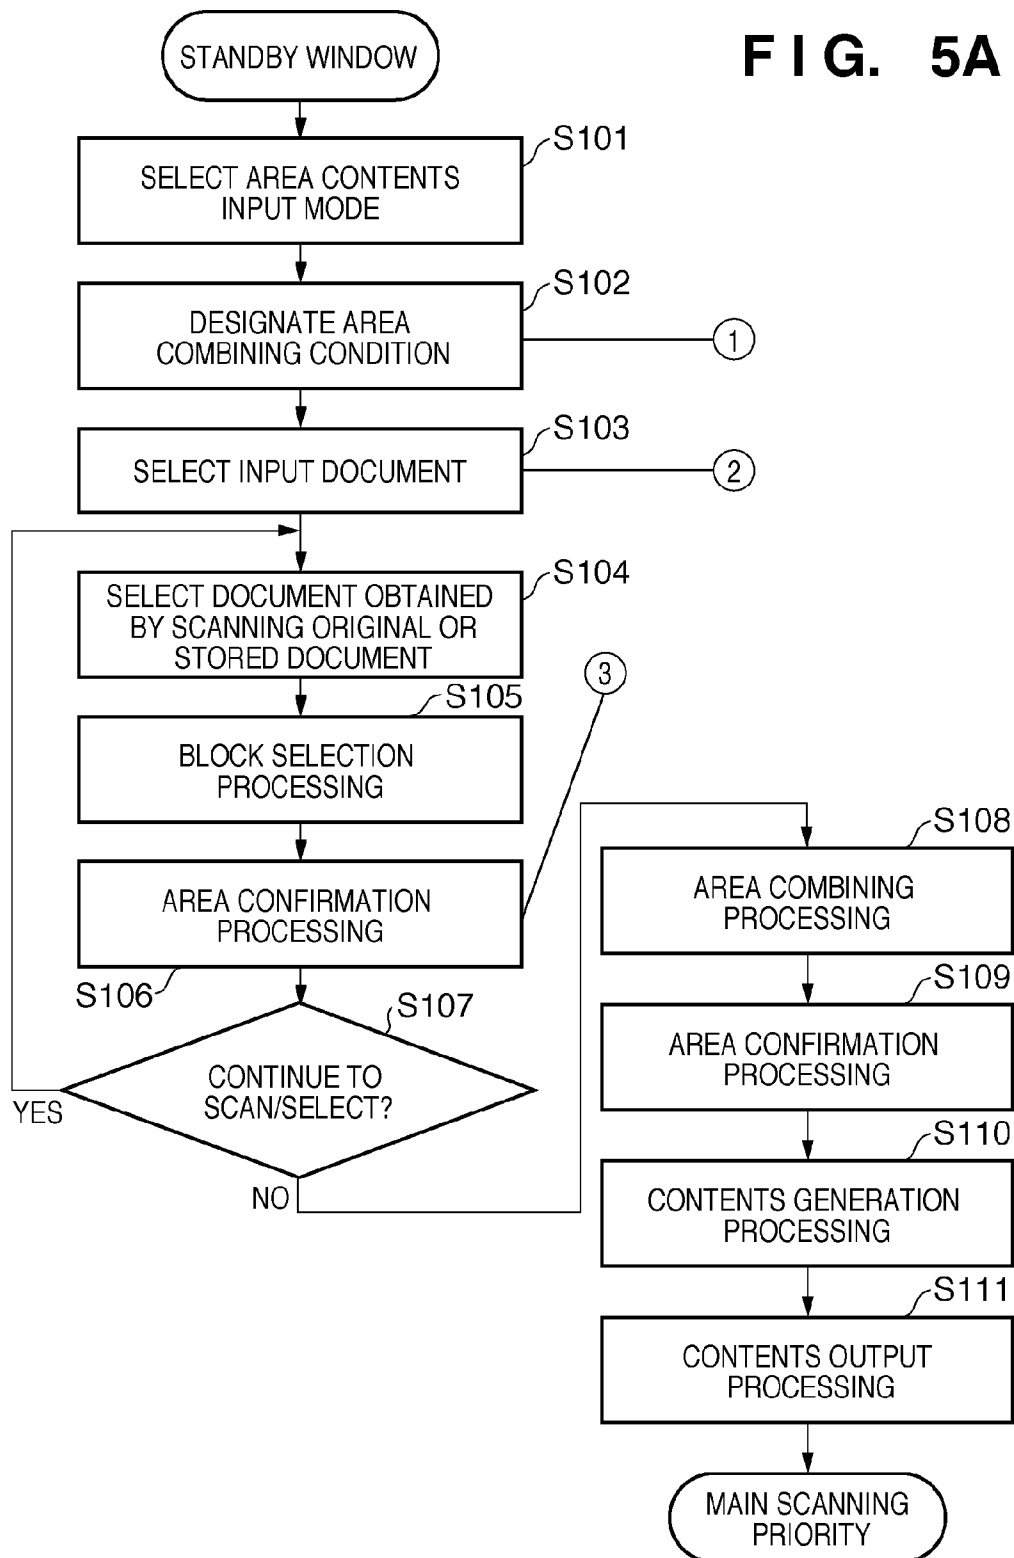 FIG. 5A
STANDBY WINDOW
S101
SELECT AREA CONTENTS
INPUT MODE
S102
DESIGNATE AREA
COMBINING CONDITION
1
S103
SELECT INPUT DOCUMENT
2
S104
SELECT DOCUMENT OBTAINED
BY SCANNING ORIGINAL OR
STORED DOCUMENT
3
S105
BLOCK SELECTION
PROCESSING
AREA CONFIRMATION
PROCESSING
S106
S107
CONTINUE TO
SCAN/SELECT?
YES
NO
S108
AREA COMBINING
PROCESSING
S109
AREA CONFIRMATION
PROCESSING
S110
CONTENTS GENERATION
PROCESSING
S111
CONTENTS OUTPUT
PROCESSING
MAIN SCANNING
PRIORITY